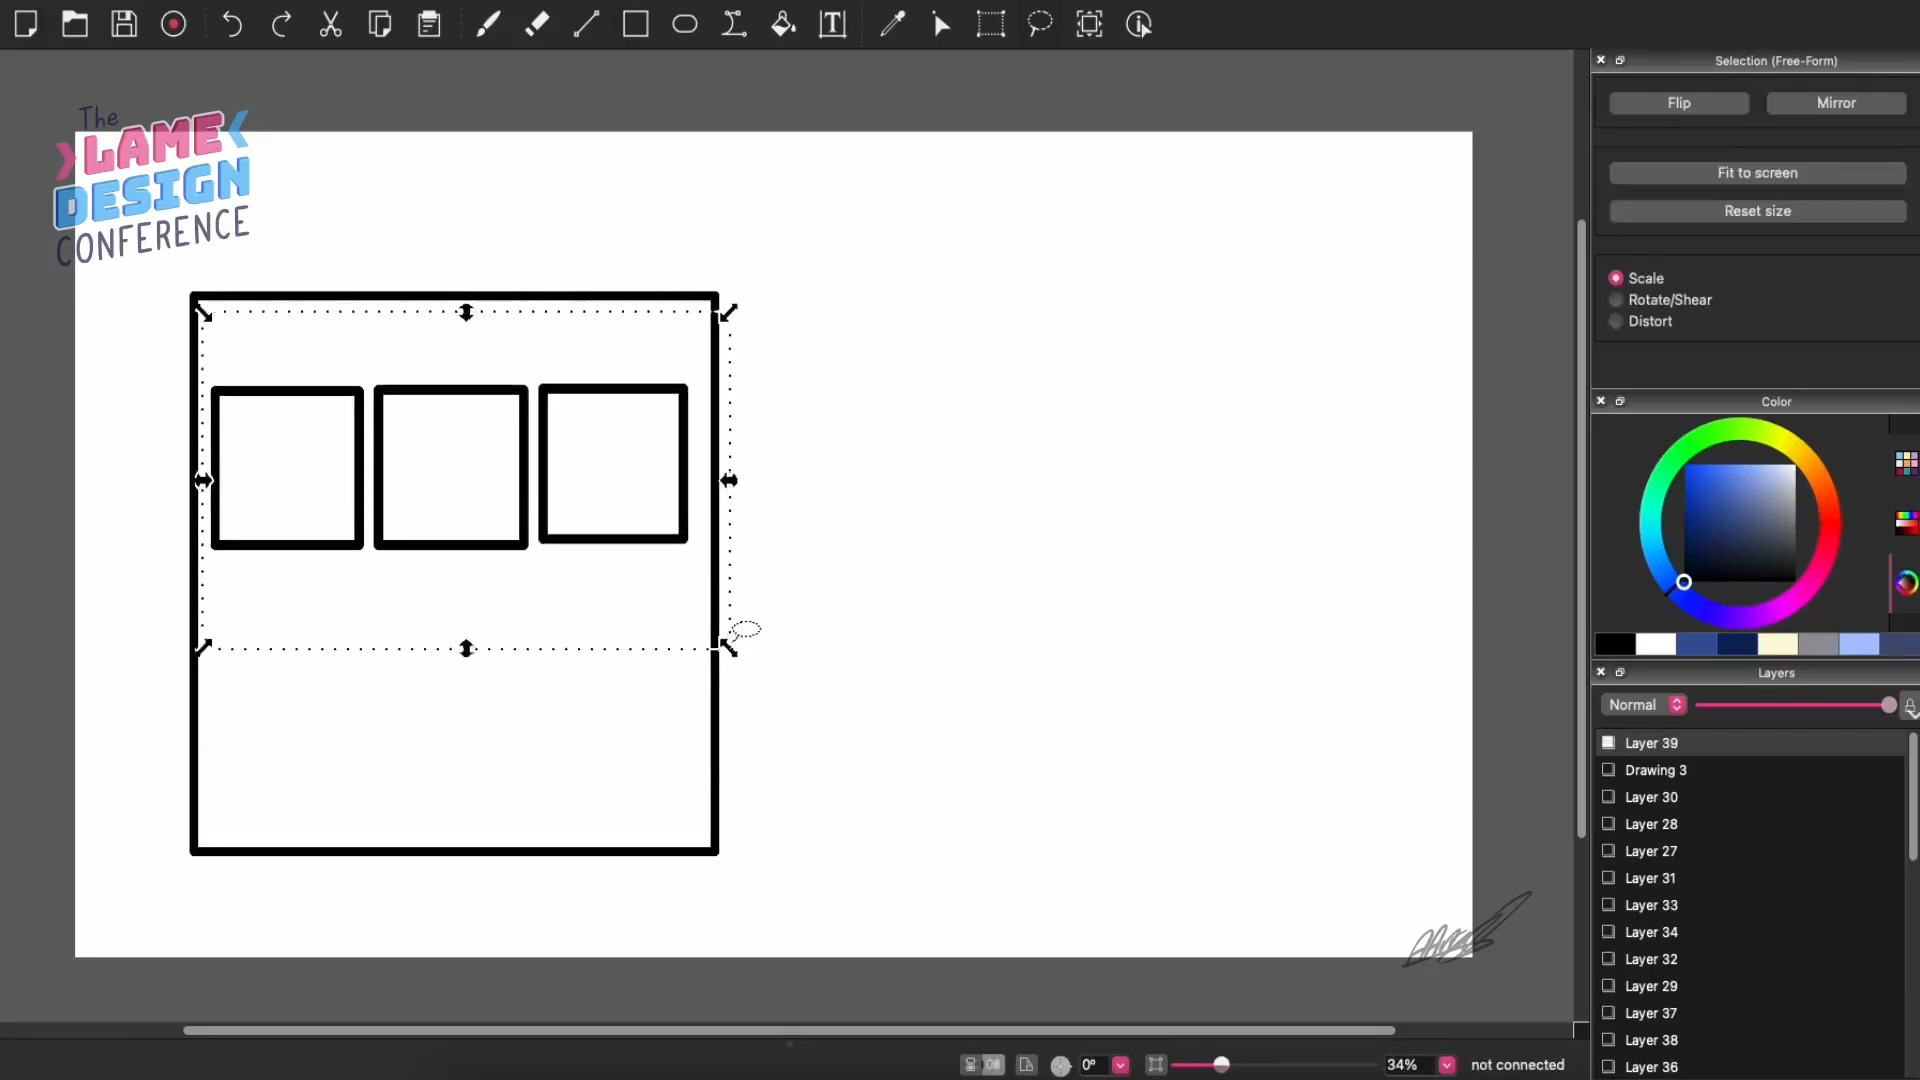 Selection (Free-Form)
Flip
Mirror
Fit to screen
Reset size
Scale
Rotate/Shear
Distort
The
LAME
DESIGN
CONFERENCE
Color
Layers
Normal
Layer 39
Drawing 3
Layer 30
Layer 28
Layer 27
Layer 31
Layer 33
Layer 34
Layer 32
Layer 29
Layer 37
Layer 38
Layer 36
0°
34%
not connected